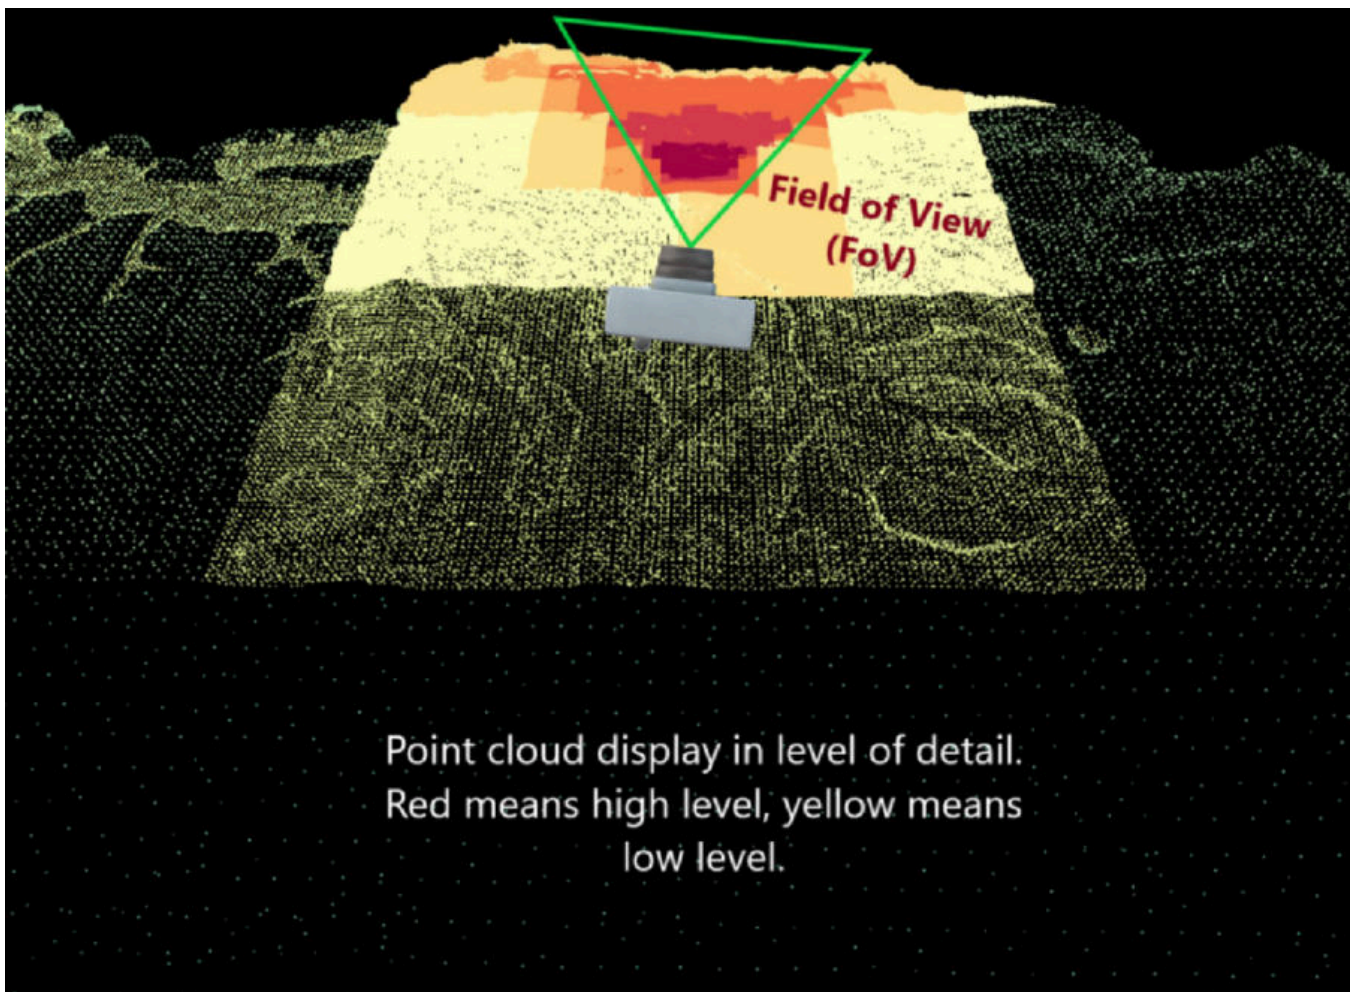 Field of View
(FoV)
Point cloud display in level of detail.
Red means high level, yellow means
low level.